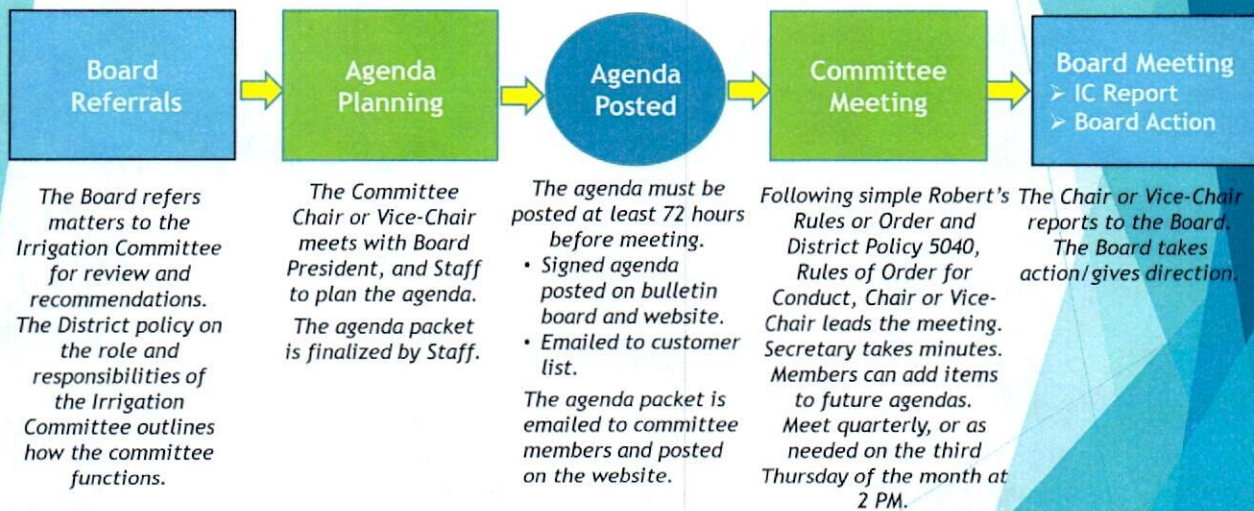 Board
Referrals
Agenda
Planning
Agenda
Posted
Committee
Meeting
Board Meeting
➢ IC Report
➢ Board Action
The Board refers
matters to the
Irrigation Committee
for review and
recommendations.
The District policy on
the role and
responsibilities of
the Irrigation
Committee outlines
how the committee
functions.
The Committee
Chair or Vice-Chair
meets with Board
President, and Staff
to plan the agenda.
The agenda packet
is finalized by Staff.
The agenda must be
posted at least 72 hours
before meeting.
• Signed agenda
posted on bulletin
board and website.
• Emailed to customer
list.
The agenda packet is
emailed to committee
members and posted
on the website.
Following simple Robert's
Rules or Order and
District Policy 5040,
Rules of Order for
Conduct, Chair or Vice-
Chair leads the meeting.
Secretary takes minutes.
Members can add items
to future agendas.
Meet quarterly, or as
needed on the third
Thursday of the month at
2 PM.
The Chair or Vice-Chair
reports to the Board.
The Board takes
action/gives direction.